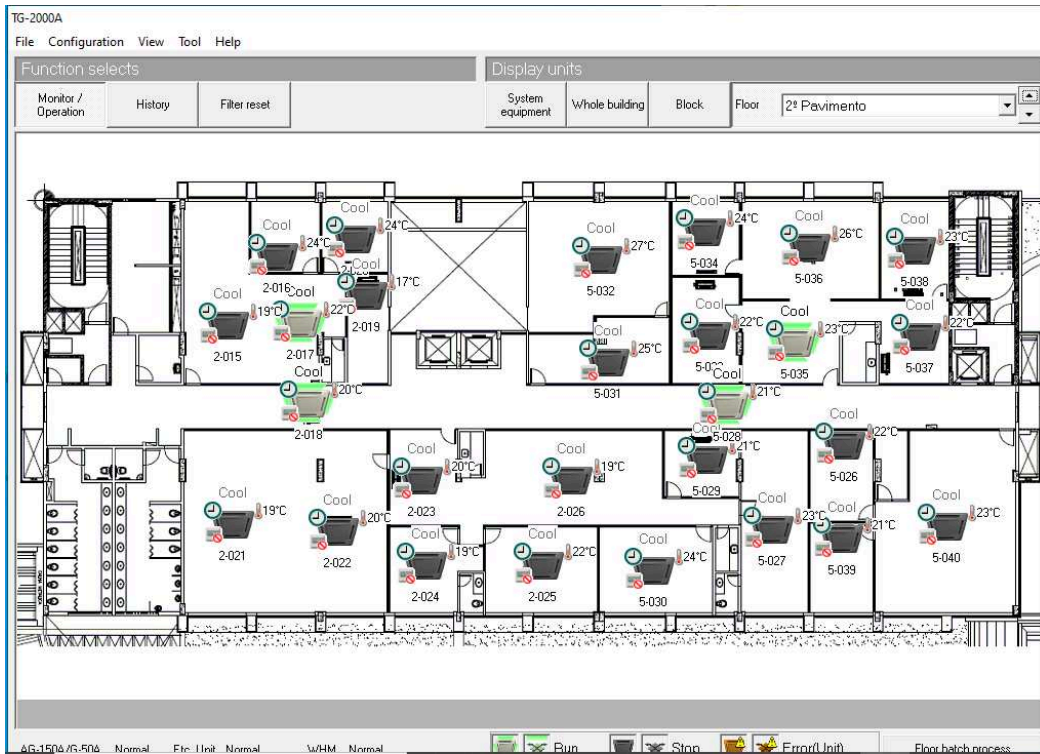 TG-2000A
File Configuration View Tool Help
Function selects
Display units
Monitor / Operation
History
Filter reset
System equipment
Whole building
Block
Floor
2º Pavimento
Cool
24°C
2-016
Cool
24°C
Cool
17°C
2-019
Cool
19°C
2-015
Cool
22°C
2-017
Cool
20°C
2-018
Cool
27°C
5-032
Cool
24°C
5-034
Cool
26°C
5-036
Cool
23°C
5-038
Cool
25°C
5-031
Cool
22°C
Cool
23°C
5-035
Cool
22°C
5-037
Cool
21°C
5-028
Cool
21°C
5-029
Cool
22°C
5-026
Cool
19°C
2-021
Cool
20°C
2-022
Cool
20°C
2-023
Cool
19°C
2-026
Cool
23°C
5-027
Cool
21°C
5-039
Cool
23°C
5-040
Cool
19°C
2-024
Cool
22°C
2-025
Cool
24°C
5-030
AG-150A/G-50A Normal Etc. Unit Normal WHM Normal
Run Stop Error(Unit)
Floor batch process